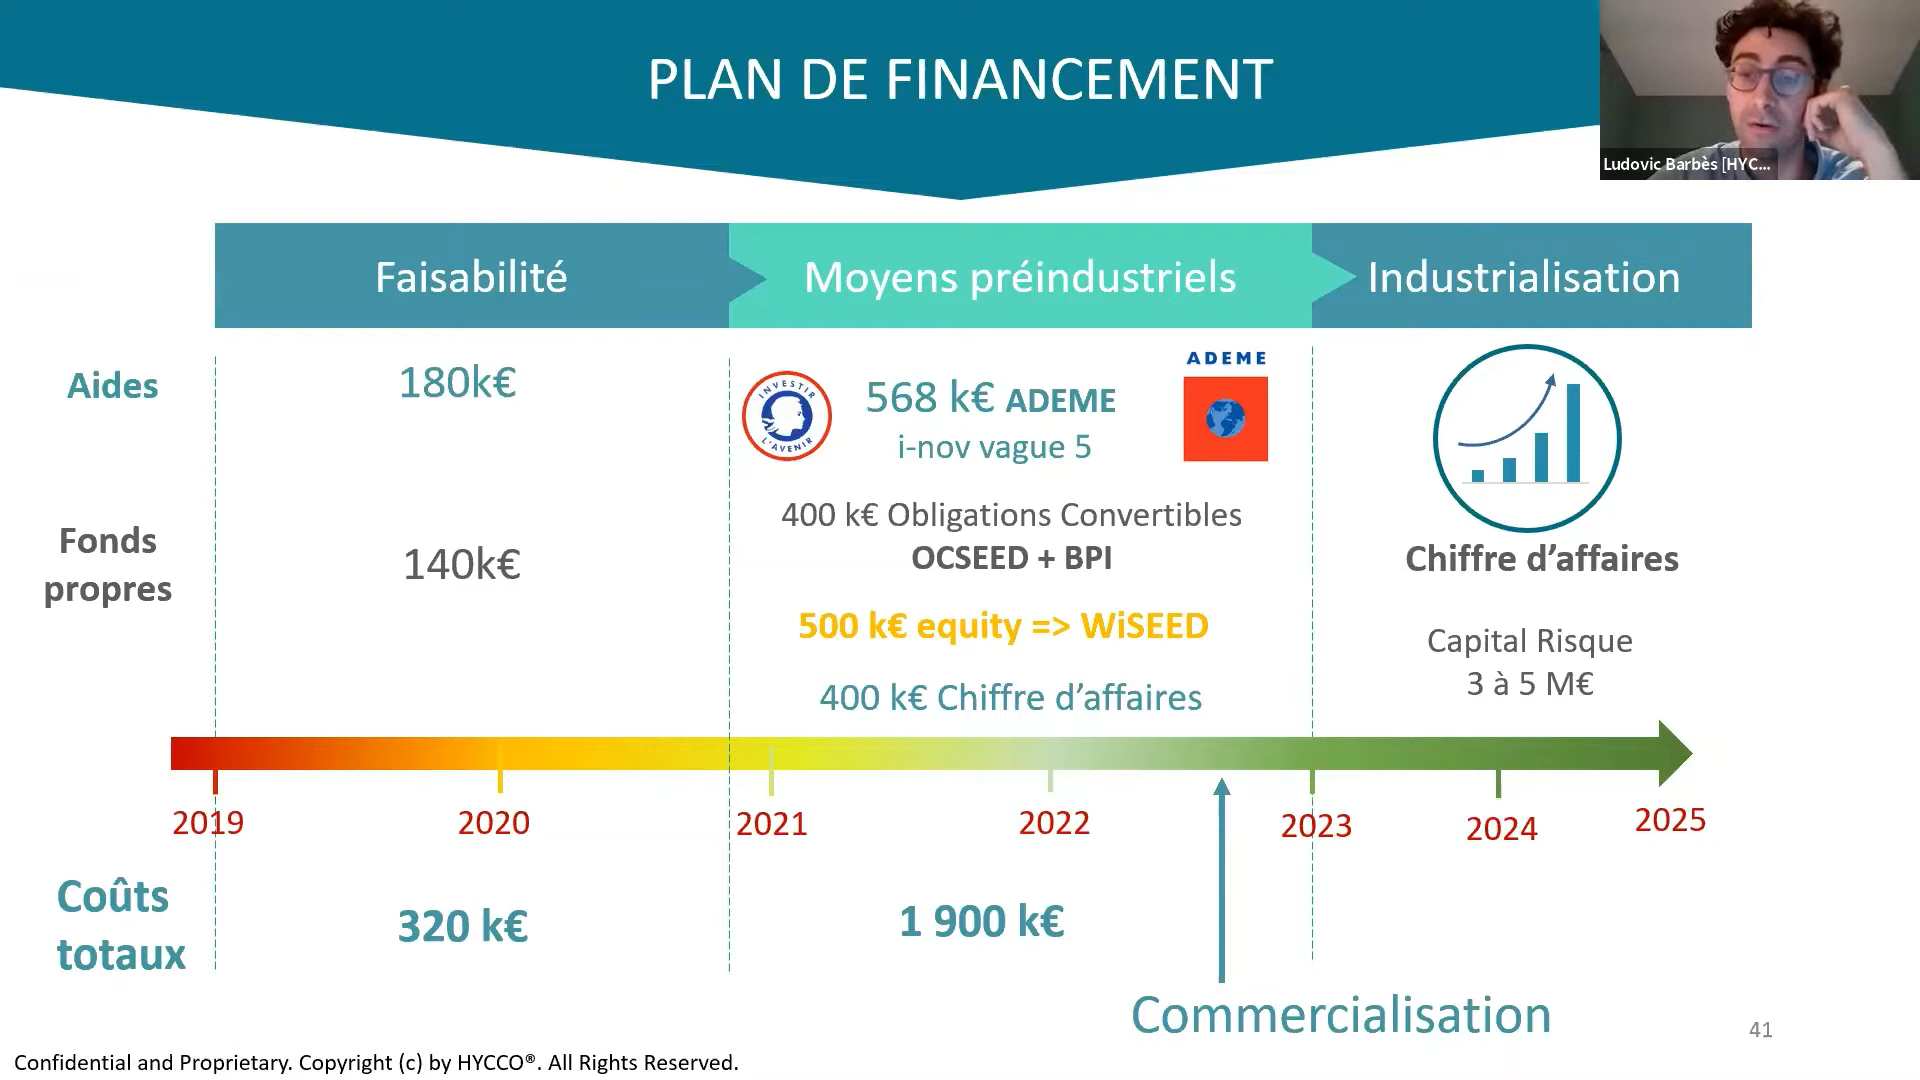 PLAN DE FINANCEMENT
Ludovic Barbès [HYC...
Faisabilité
Moyens préindustriels
Industrialisation
Aides
180k€
INVESTIR
L'AVENIR
568 k€ ADEME
i-nov vague 5
ADEME
Fonds
propres
140k€
400 k€ Obligations Convertibles
OCSEED + BPI
500 k€ equity => WiSEED
400 k€ Chiffre d’affaires
Chiffre d’affaires
Capital Risque
3 à 5 M€
2019
2020
2021
2022
2023
2024
2025
Coûts
totaux
320 k€
1 900 k€
Commercialisation
41
Confidential and Proprietary. Copyright (c) by HYCCO®. All Rights Reserved.